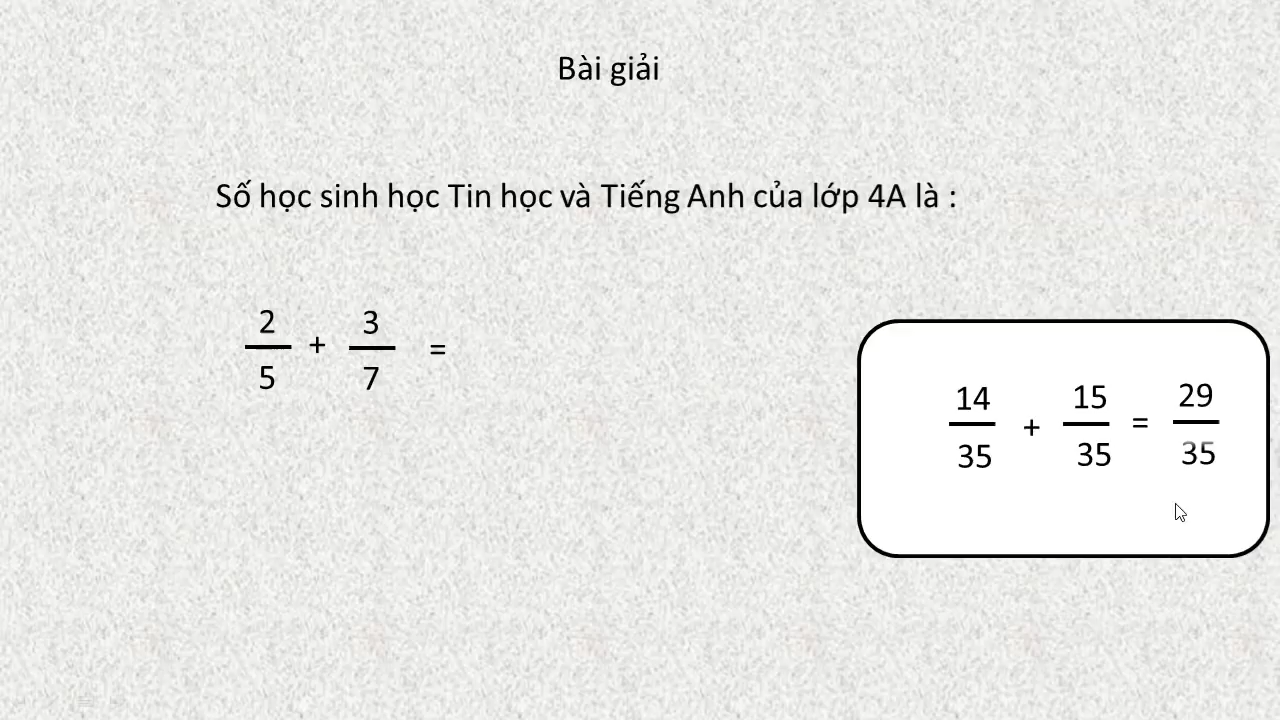 Bài giải
Số học sinh học Tin học và Tiếng Anh của lớp 4A là :
2/5 + 3/7 =
14/35 + 15/35 = 29/35